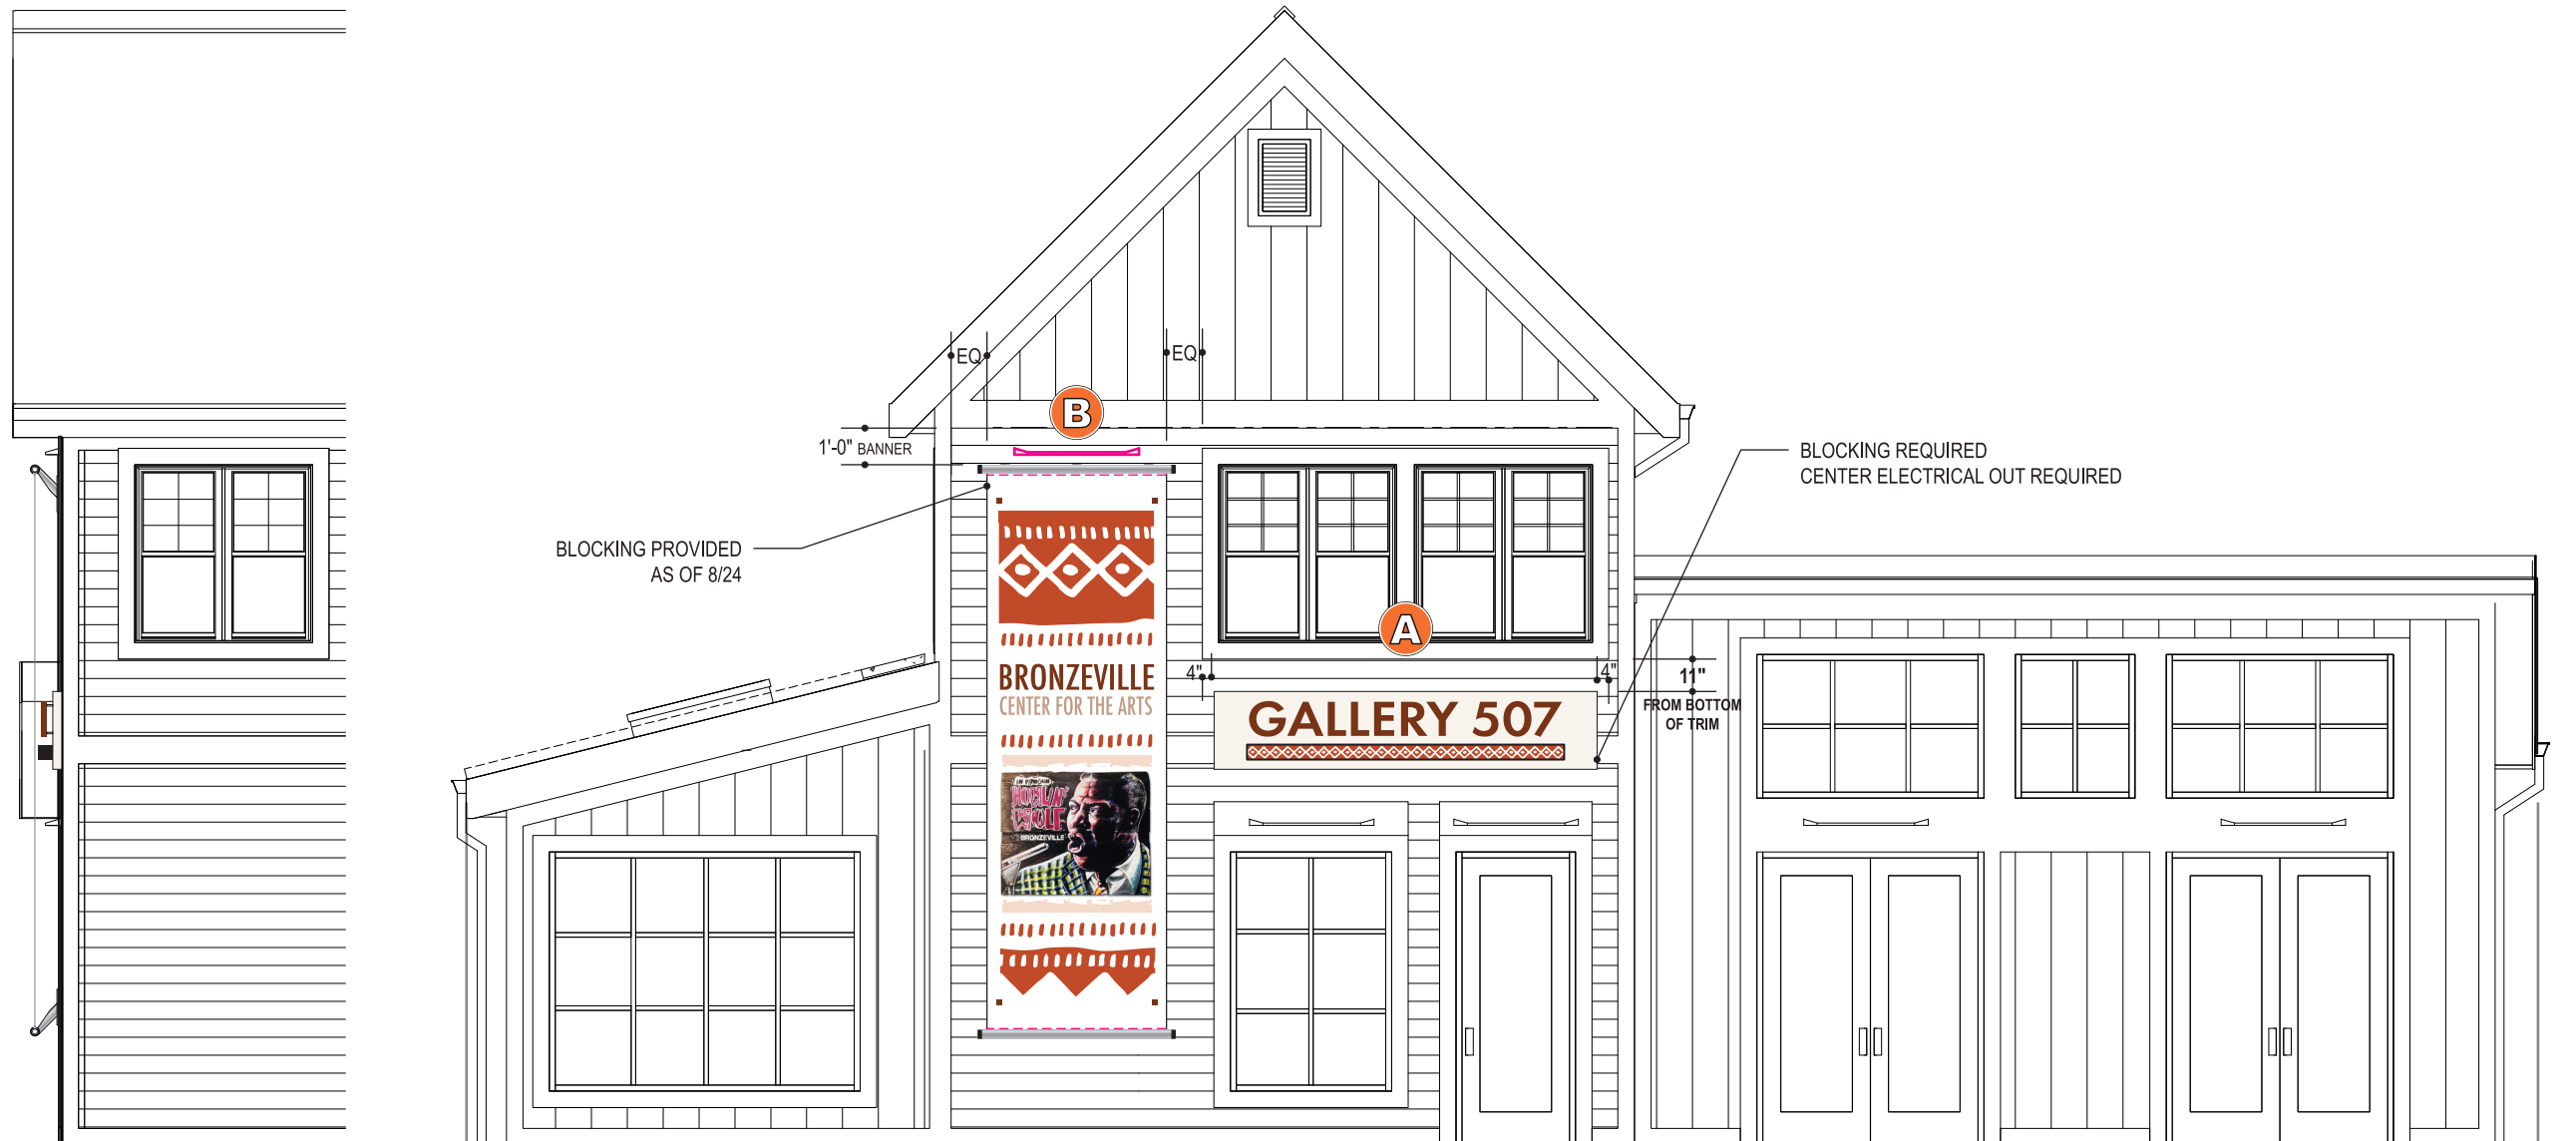 EQ
EQ
B
1'-0" BANNER
BLOCKING REQUIRED
CENTER ELECTRICAL OUT REQUIRED
BLOCKING PROVIDED
AS OF 8/24
A
4"
4"
11"
FROM BOTTOM
OF TRIM
BRONZEVILLE
CENTER FOR THE ARTS
GALLERY 507
HOWLIN'
WOLF
BRONZEVILLE